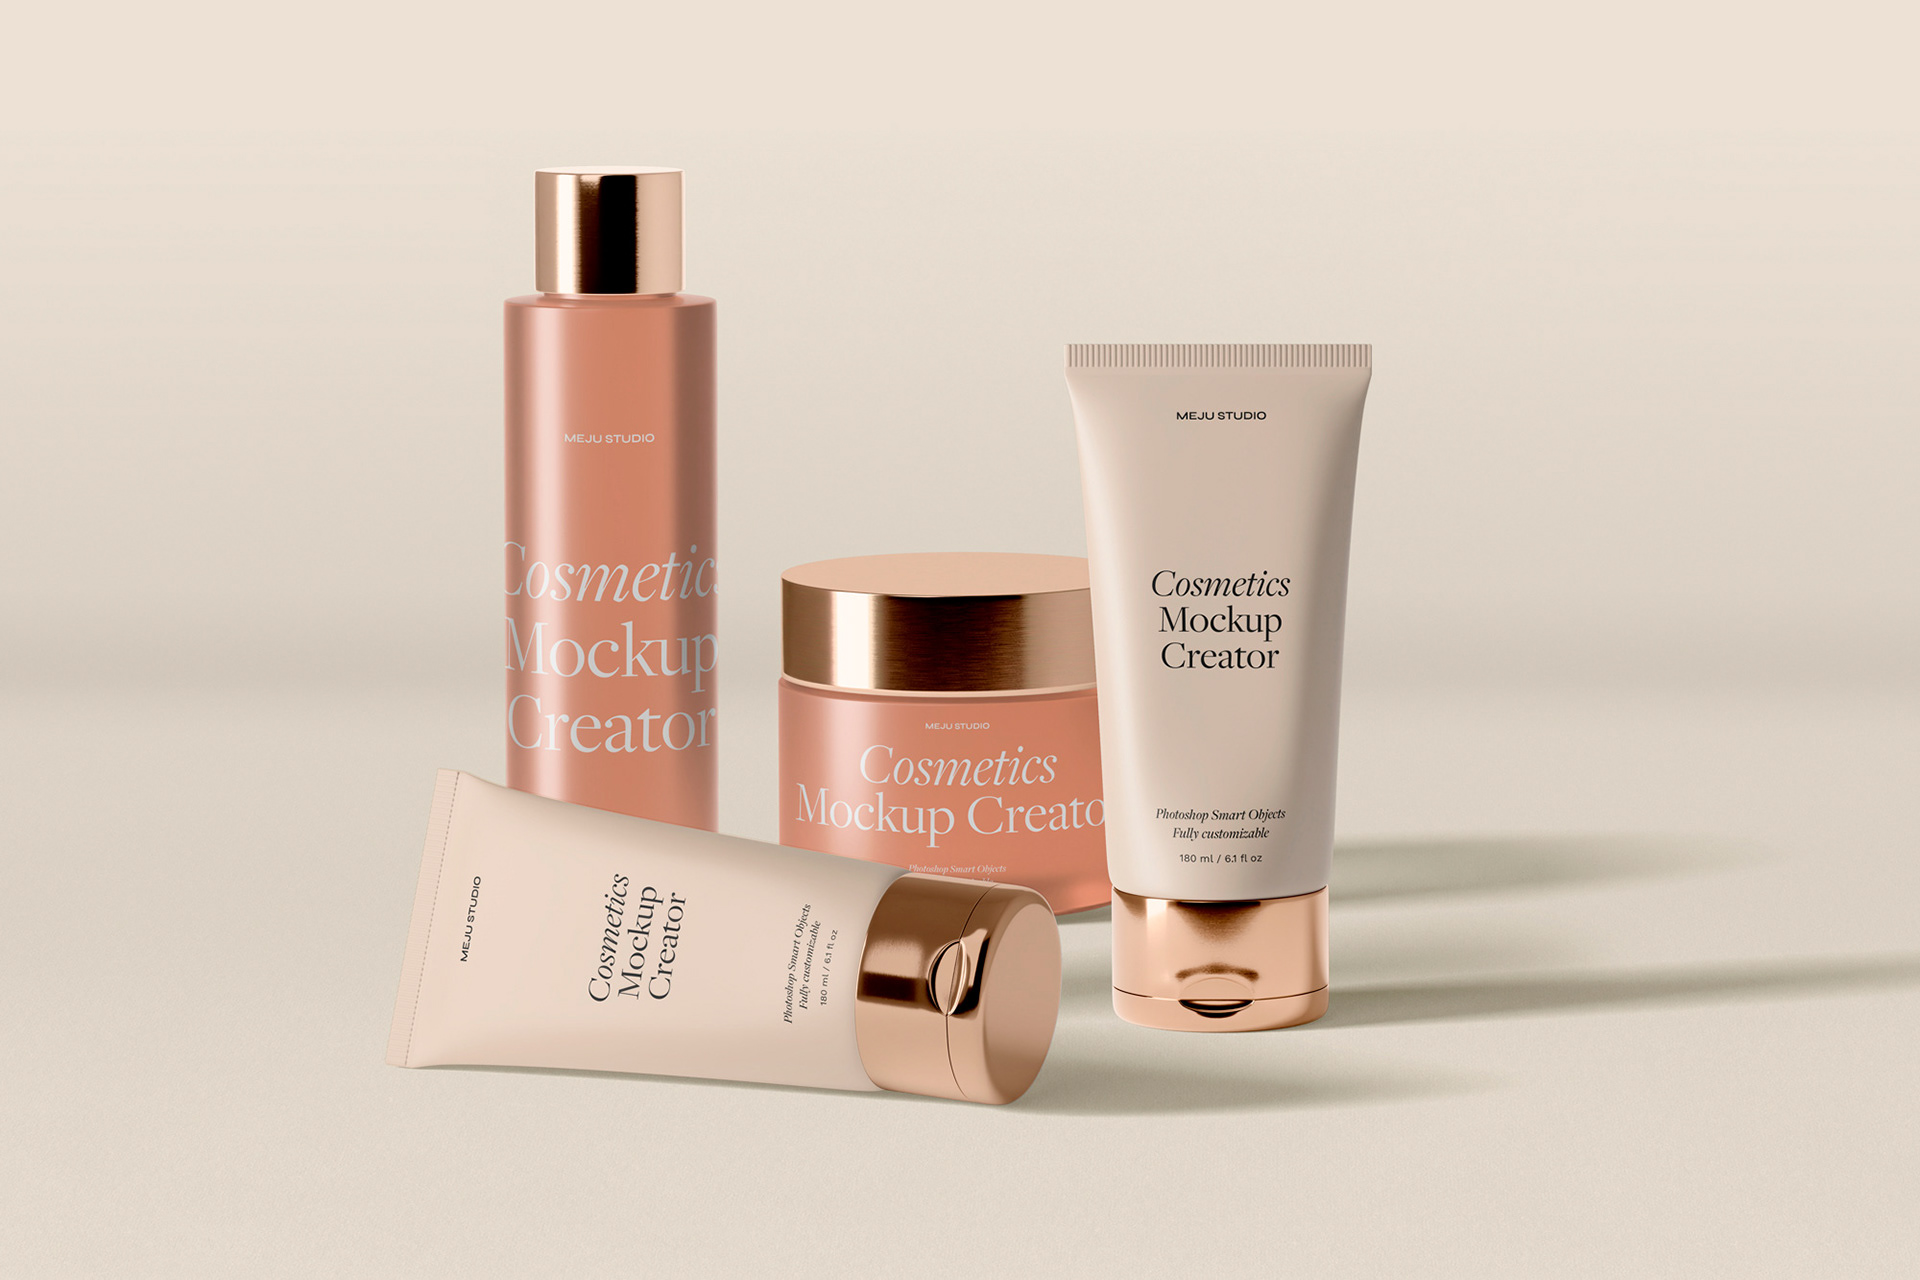 MEJU STUDIO
Cosmetics
Mockup
Creator
MEJU STUDIO
Cosmetics
Mockup Creato
Photoshop Smart Objects
MEJU STUDIO
Cosmetics
Mockup
Creator
Photoshop Smart Objects
Fully customizable
180 ml / 6.1 fl oz
MEJU STUDIO
Cosmetics
Mockup
Creator
Photoshop Smart Objects
Fully customizable
180 ml / 6.1 fl oz